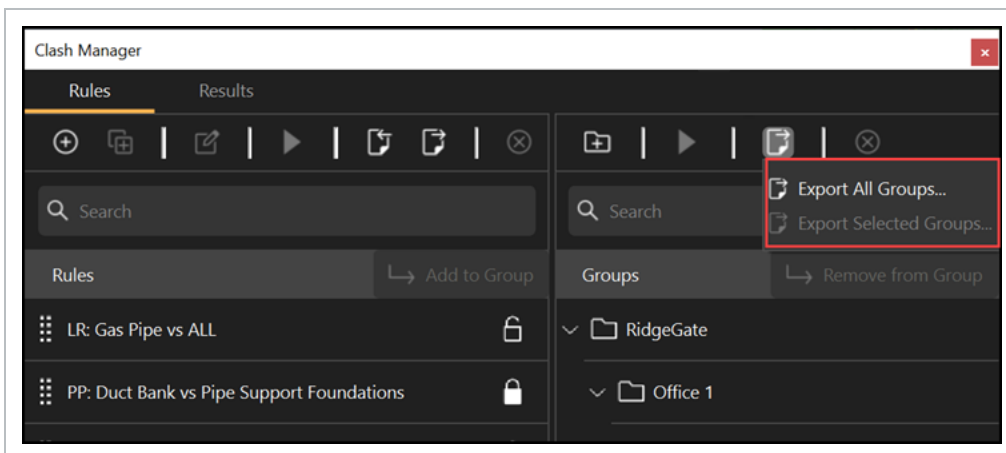 Clash Manager
Rules
Results
Export All Groups...
Search
Search
Export Selected Groups...
Rules
Add to Group
Groups
Remove from Group
LR: Gas Pipe vs ALL
RidgeGate
PP: Duct Bank vs Pipe Support Foundations
Office 1